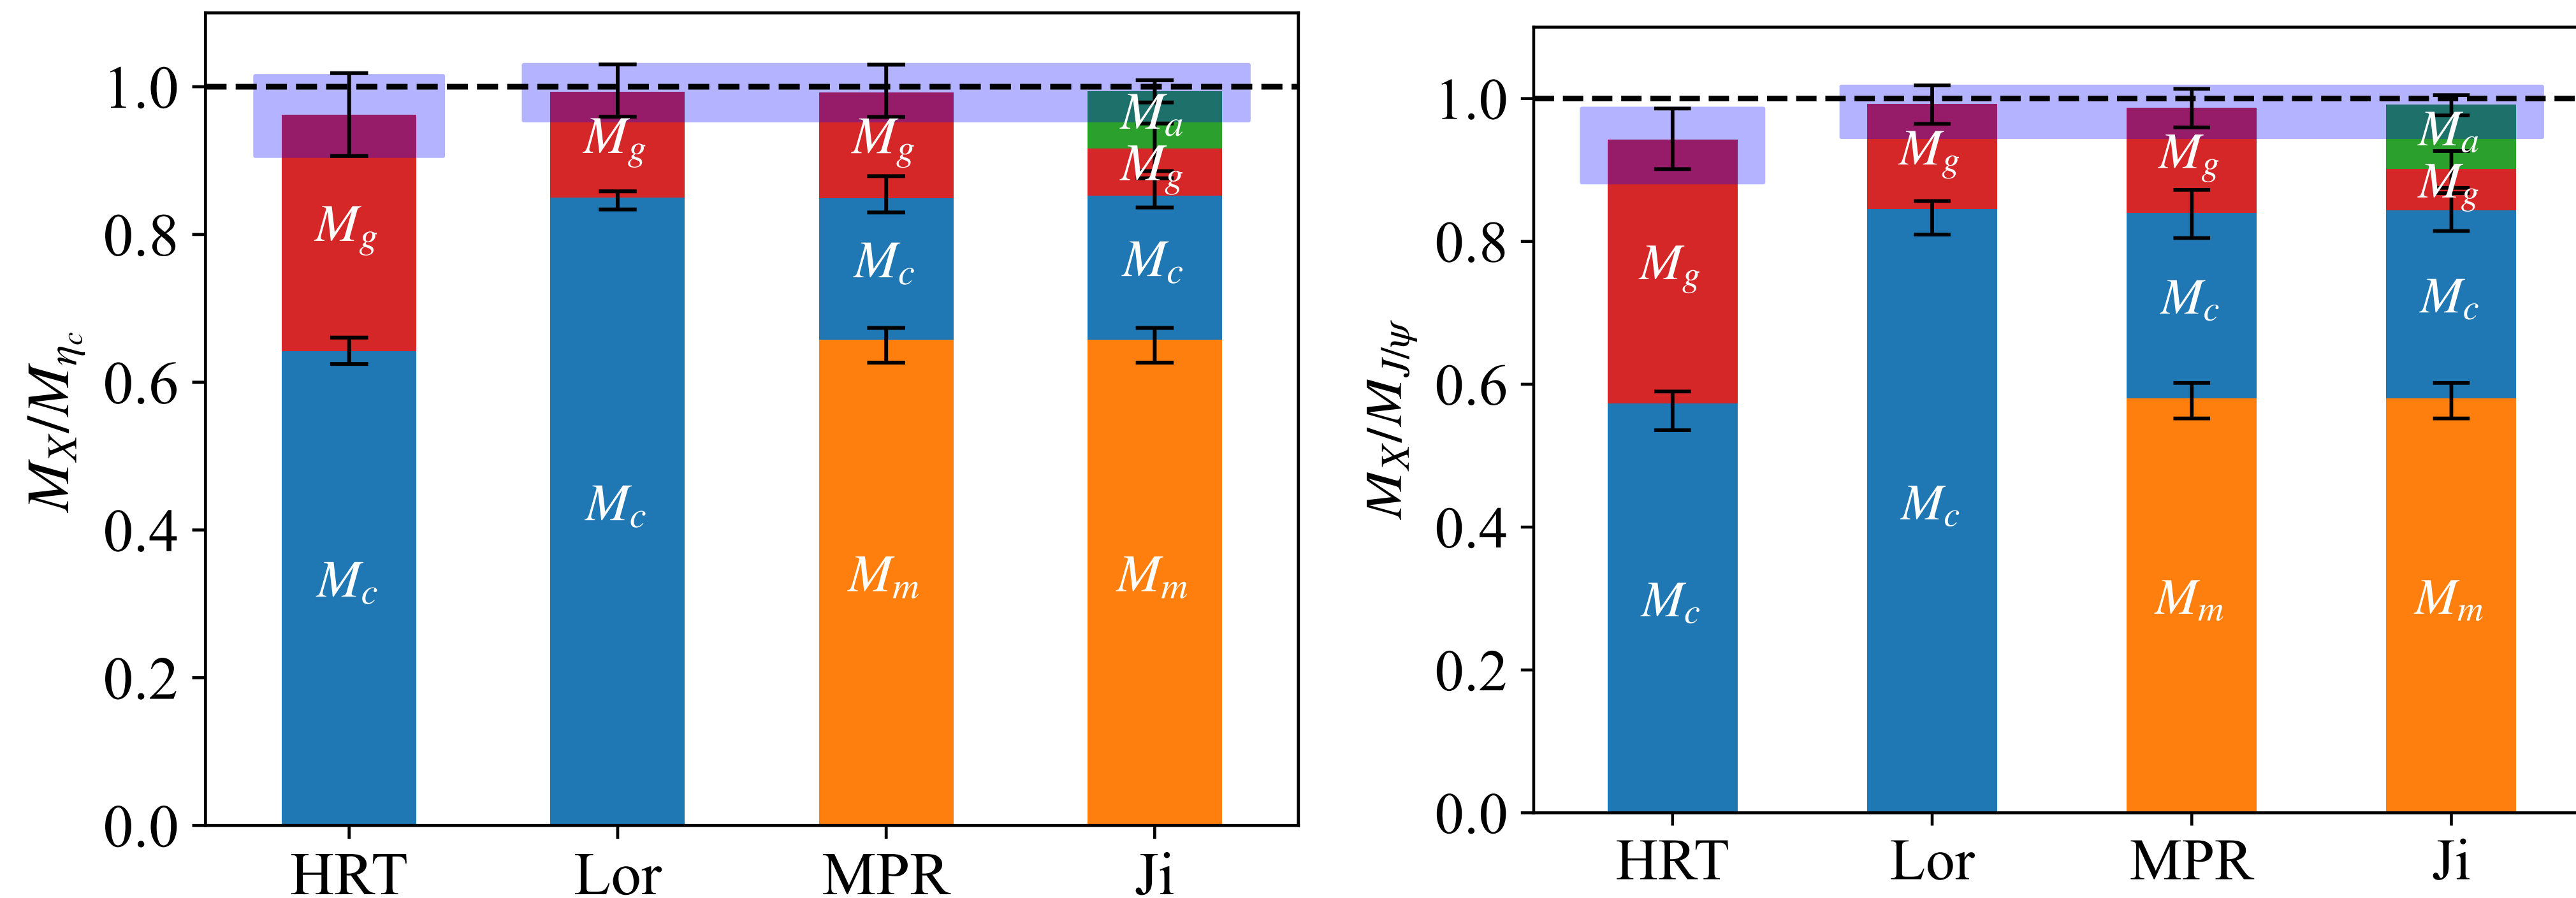 M_X/M_{η_c}
1.0
0.8
0.6
0.4
0.2
0.0
M_g
M_c
M_g
M_c
M_g
M_c
M_m
M_a
M_g
M_c
M_m
HRT Lor MPR Ji
M_X/M_{J/ψ}
1.0
0.8
0.6
0.4
0.2
0.0
M_g
M_c
M_g
M_c
M_g
M_c
M_m
M_a
M_g
M_c
M_m
HRT Lor MPR Ji